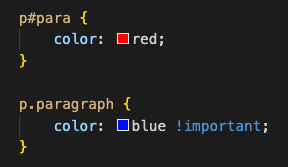 p#para {
    color: red;
}
p.paragraph {
    color: blue !important;
}